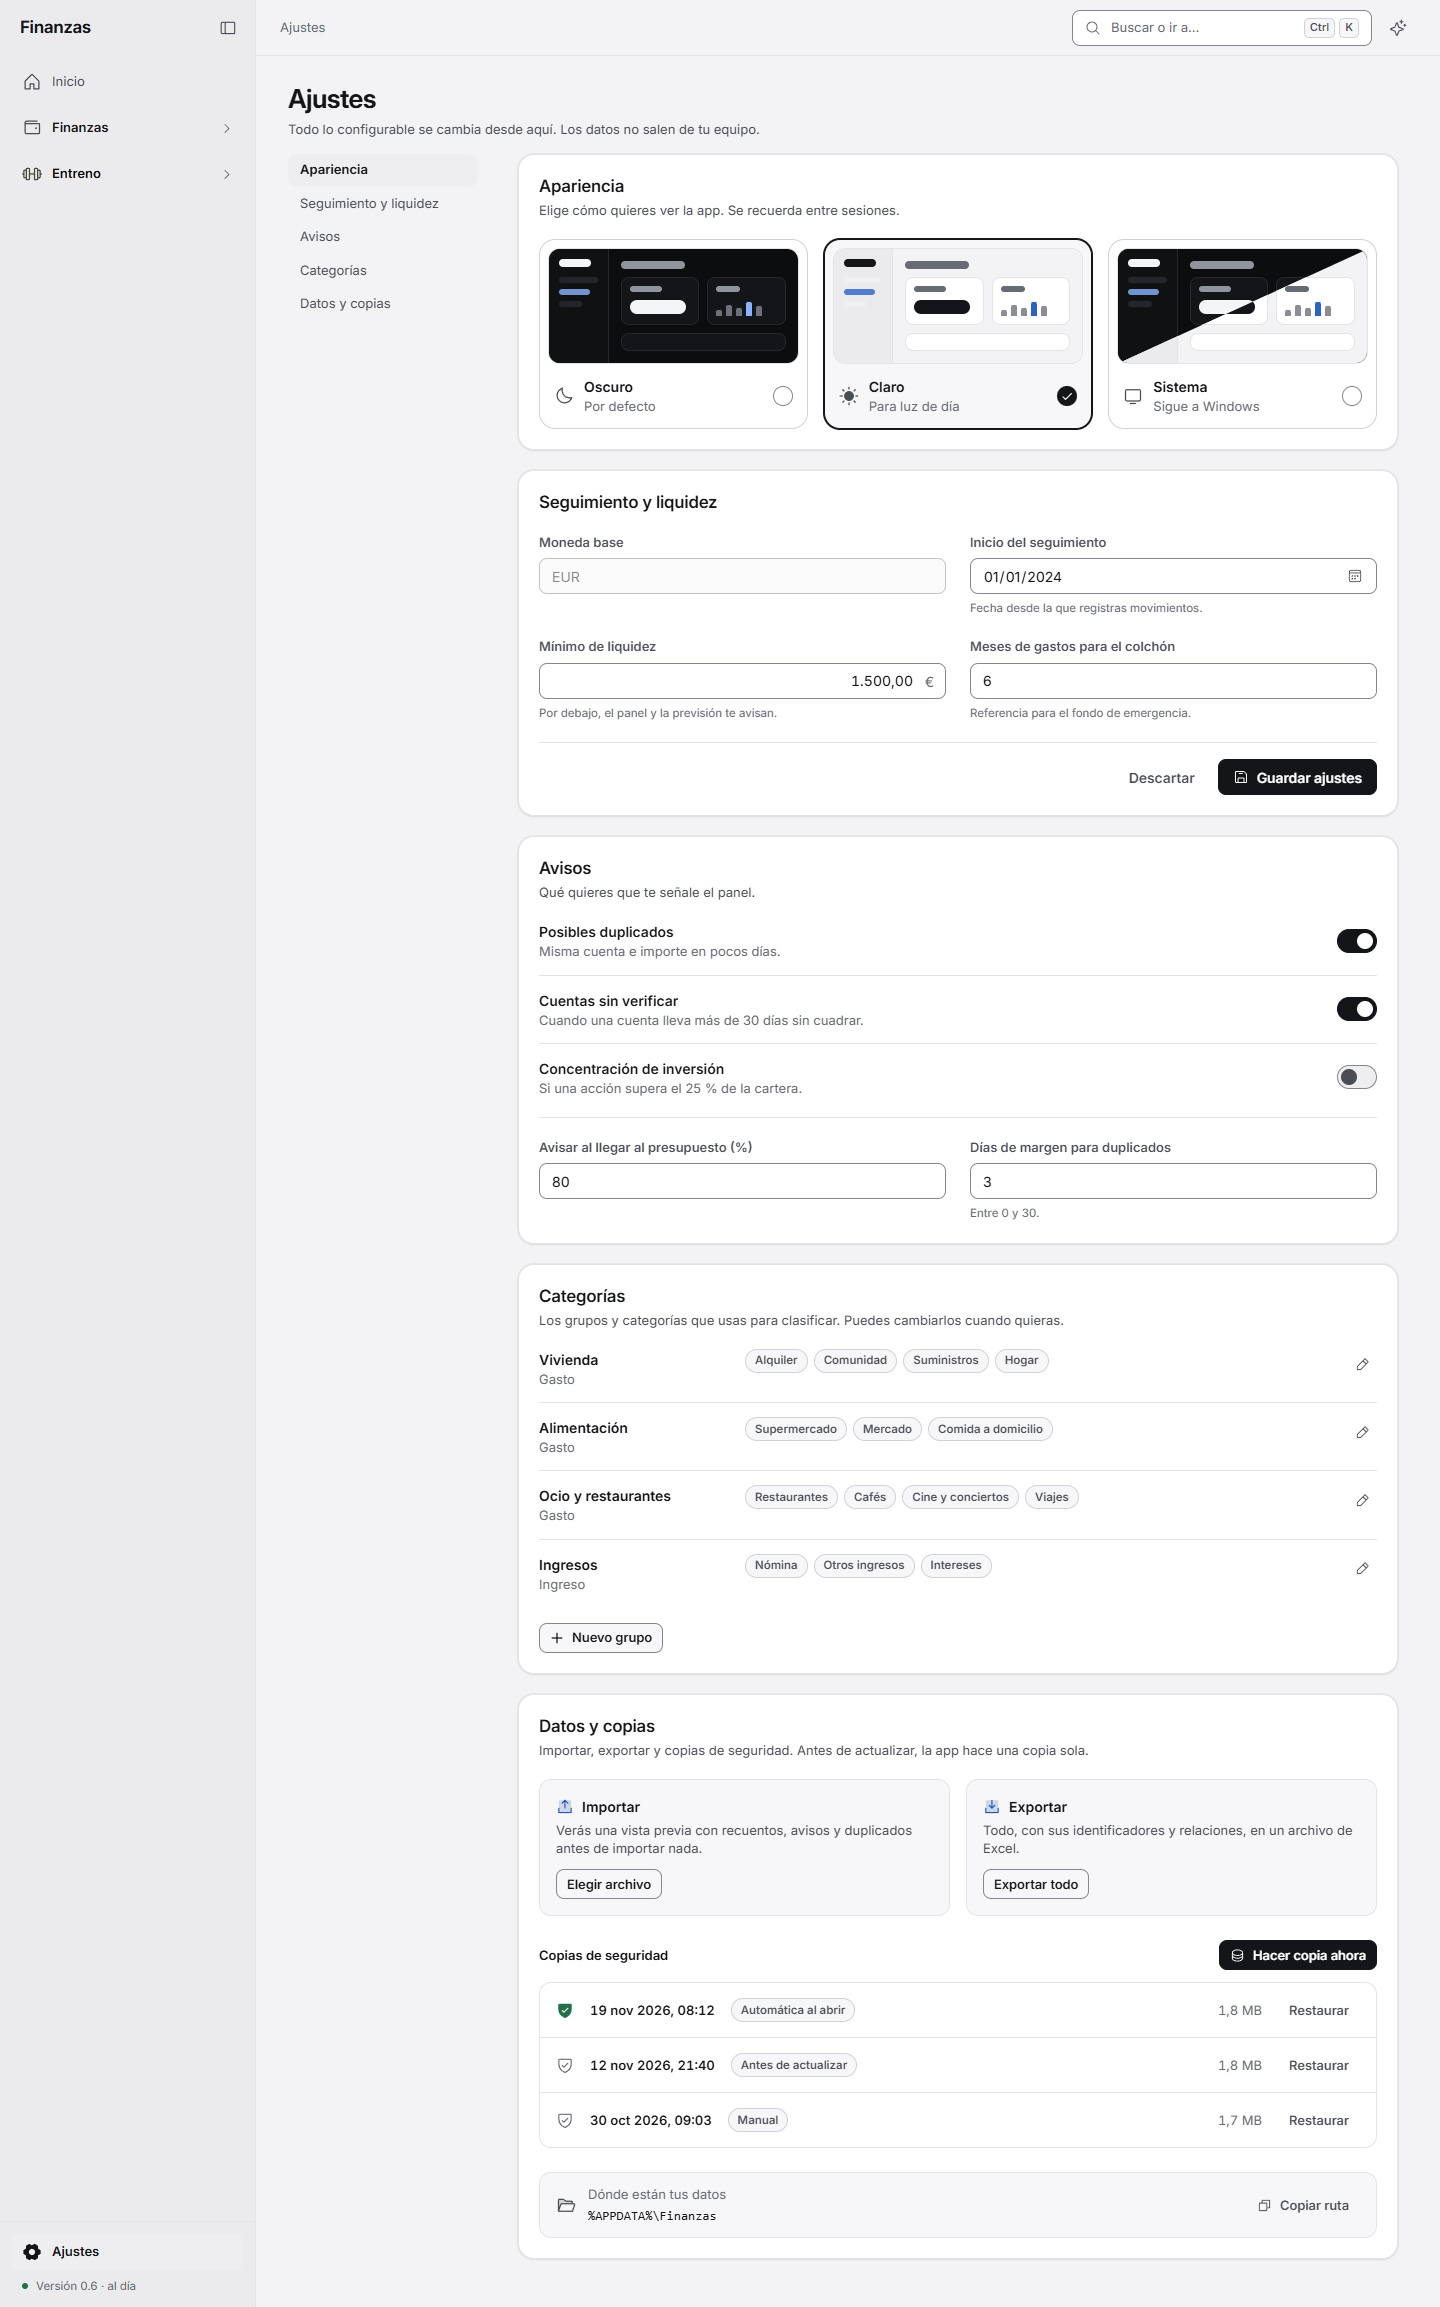 Finanzas
Inicio
Finanzas
Entreno
Ajustes
Buscar o ir a...
Ctrl K
Ajustes
Todo lo configurable se cambia desde aquí. Los datos no salen de tu equipo.
Apariencia
Seguimiento y liquidez
Avisos
Categorías
Datos y copias
Apariencia
Elige cómo quieres ver la app. Se recuerda entre sesiones.
Oscuro
Por defecto
Claro
Para luz de día
Sistema
Sigue a Windows
Seguimiento y liquidez
Moneda base
EUR
Inicio del seguimiento
01/01/2024
Fecha desde la que registras movimientos.
Mínimo de liquidez
1.500,00 €
Por debajo, el panel y la previsión te avisan.
Meses de gastos para el colchón
6
Referencia para el fondo de emergencia.
Descartar
Guardar ajustes
Avisos
Qué quieres que te señale el panel.
Posibles duplicados
Misma cuenta e importe en pocos días.
Cuentas sin verificar
Cuando una cuenta lleva más de 30 días sin cuadrar.
Concentración de inversión
Si una acción supera el 25 % de la cartera.
Avisar al llegar al presupuesto (%)
80
Días de margen para duplicados
3
Entre 0 y 30.
Categorías
Los grupos y categorías que usas para clasificar. Puedes cambiarlos cuando quieras.
Vivienda
Gasto
Alquiler Comunidad Suministros Hogar
Alimentación
Gasto
Supermercado Mercado Comida a domicilio
Ocio y restaurantes
Gasto
Restaurantes Cafés Cine y conciertos Viajes
Ingresos
Ingreso
Nómina Otros ingresos Intereses
Nuevo grupo
Datos y copias
Importar, exportar y copias de seguridad. Antes de actualizar, la app hace una copia sola.
Importar
Verás una vista previa con recuentos, avisos y duplicados
antes de importar nada.
Elegir archivo
Exportar
Todo, con sus identificadores y relaciones, en un archivo de
Excel.
Exportar todo
Copias de seguridad
Hacer copia ahora
19 nov 2026, 08:12 Automática al abrir 1,8 MB Restaurar
12 nov 2026, 21:40 Antes de actualizar 1,8 MB Restaurar
30 oct 2026, 09:03 Manual 1,7 MB Restaurar
Dónde están tus datos
%APPDATA%\Finanzas
Copiar ruta
Ajustes
Versión 0.6 · al día